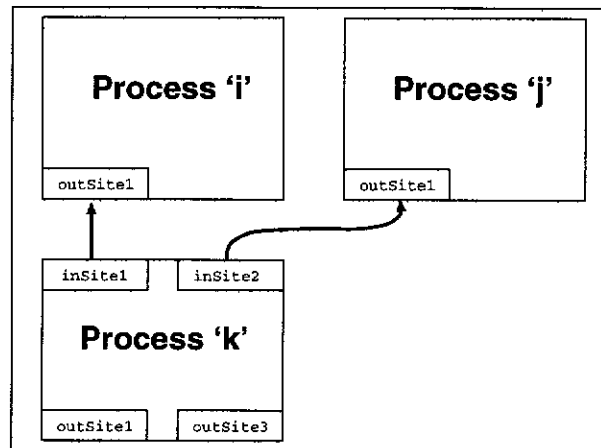 Process ‘i’
Process ‘j’
outSite1
outSite1
inSite1
inSite2
Process ‘k’
outSite1
outSite3